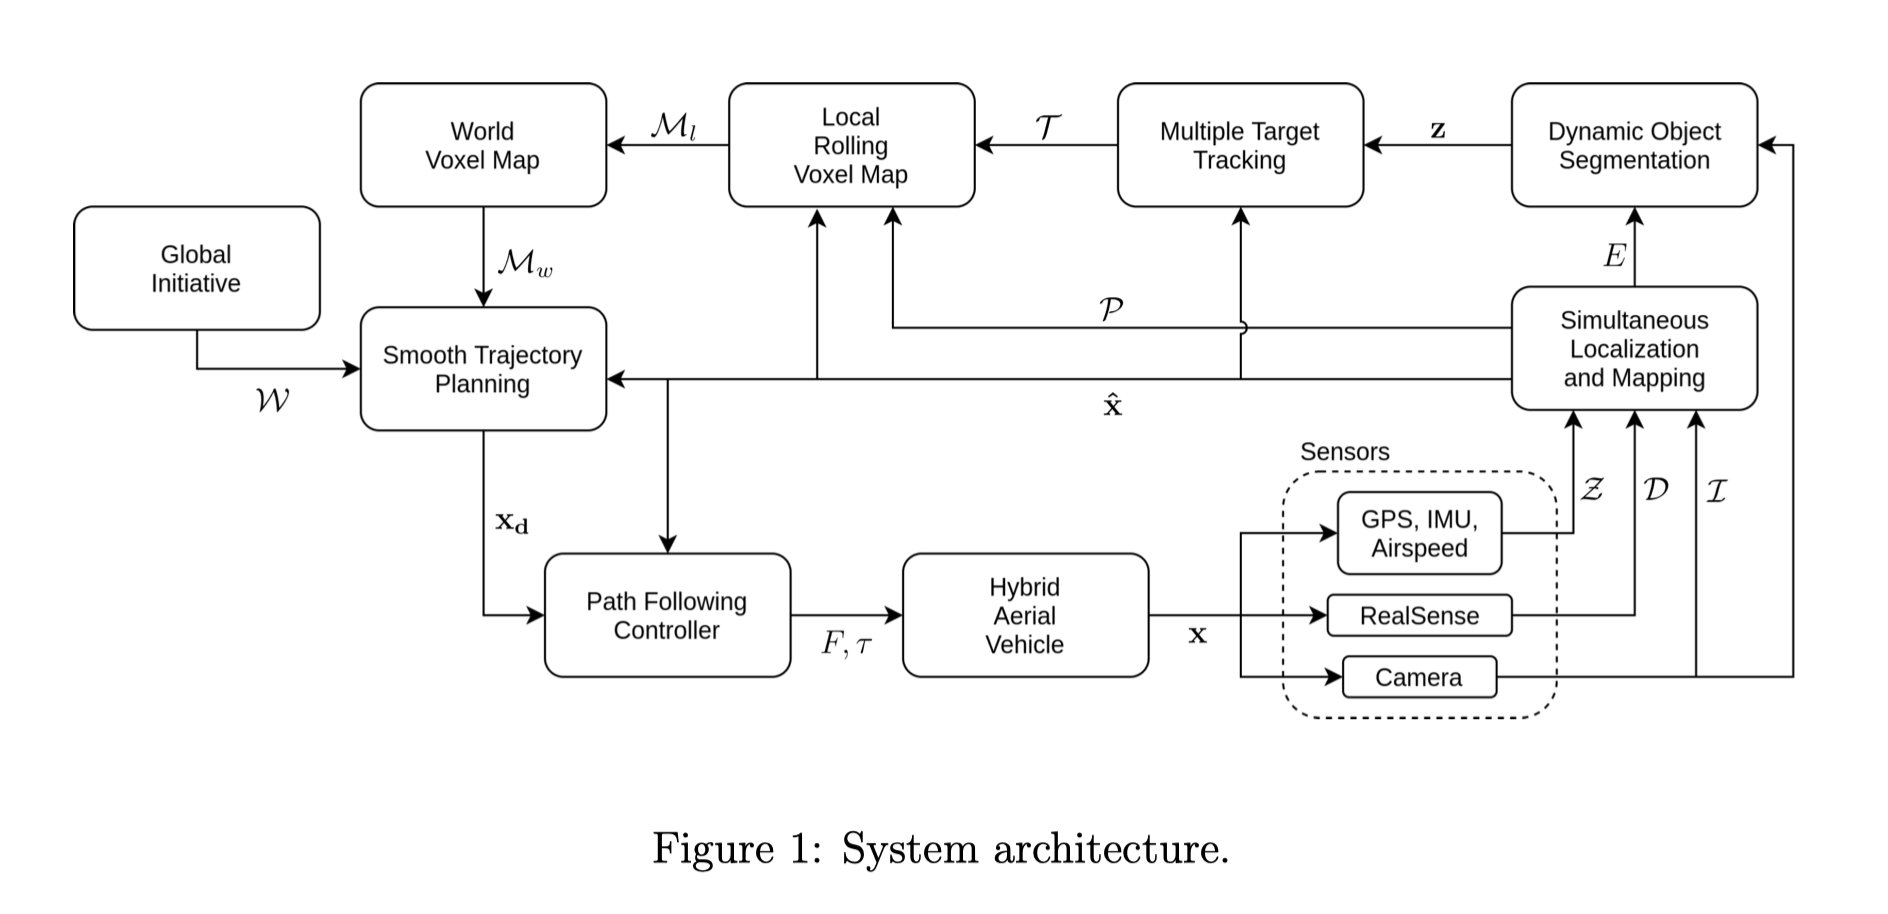 World
Voxel Map
$\mathcal{M}_l$
Local
Rolling
Voxel Map
$\mathcal{T}$
Multiple Target
Tracking
$\mathbf{z}$
Dynamic Object
Segmentation
Global
Initiative
$\mathcal{M}_w$
$E$
$\mathcal{P}$
Simultaneous
Localization
and Mapping
Smooth Trajectory
Planning
$\mathcal{W}$
$\hat{\mathbf{x}}$
Sensors
$\mathcal{Z}$
$\mathcal{D}$
$\mathcal{I}$
$\mathbf{x_d}$
GPS, IMU,
Airspeed
Path Following
Controller
$F, \tau$
Hybrid
Aerial
Vehicle
$\mathbf{x}$
RealSense
Camera
Figure 1: System architecture.